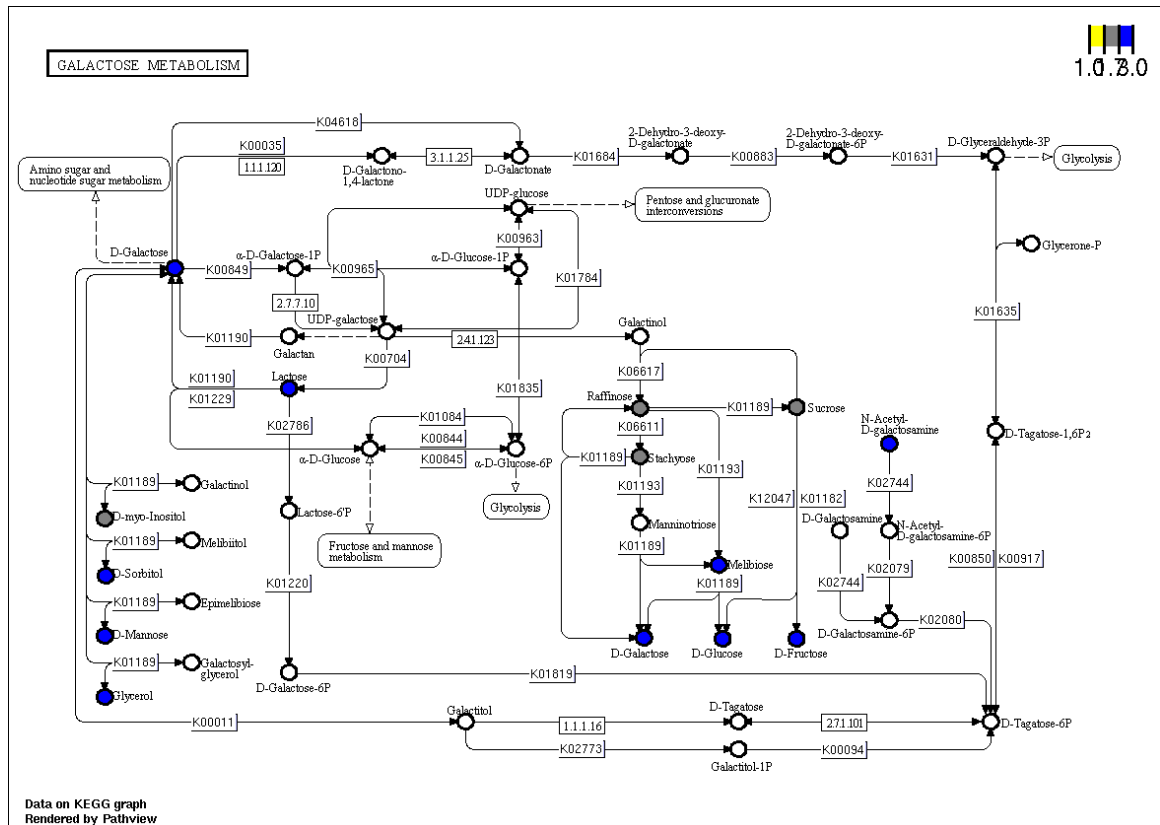 GALACTOSE METABOLISM
1.0
1.7
3.0
K04618
2-Dehydro-3-deoxy-
D-galactonate
2-Dehydro-3-deoxy-
galactonate-6P
D-Glyceraldehyde-3P
K00035
1.1.1.120
D-Galactono-
1,4-lactone
3.1.1.25
D-Galactonate
K01684
K00883
K01631
Glycolysis
Amino sugar and
nucleotide sugar metabolism
UDP-glucose
Pentose and glucuronate
interconversions
K00963
Glycerone-P
D-Galactose
α-D-Galactose-1P
α-D-Glucose-1P
K00849
K00965
K01784
2.7.7.10
UDP-galactose
K01635
K01190
Galactan
2.4.1.123
Galactinol
K00704
K01190
K01229
Lactose
K01835
K06617
Raffinose
K01189
Sucrose
K02786
K01084
K00844
K00845
α-D-Glucose
α-D-Glucose-6P
K06611
N-Acetyl-
D-galactosamine
D-Tagatose-1,6P2
K01189
Stachyose
K01193
K01193
K02744
K01189
Galactinol
D-myo-Inositol
Lactose-6'P
Glycolysis
K12047
K01182
Manninotriose
D-Galactosamine
N-Acetyl-
D-galactosamine-6P
K01189
Melibiitol
D-Sorbitol
Fructose and mannose
metabolism
K01189
Melibiose
K01189
K00850
K00917
K02744
K02079
K01220
K01189
Epimelibiose
D-Mannose
D-Galactose
D-Glucose
D-Fructose
D-Galactosamine-6P
K02080
K01189
Galactosyl-
glycerol
Glycerol
D-Galactose-6P
K01819
K00011
Galactitol
1.1.1.16
D-Tagatose
2.7.1.101
D-Tagatose-6P
K02773
Galactitol-1P
K00094
Data on KEGG graph
Rendered by Pathview